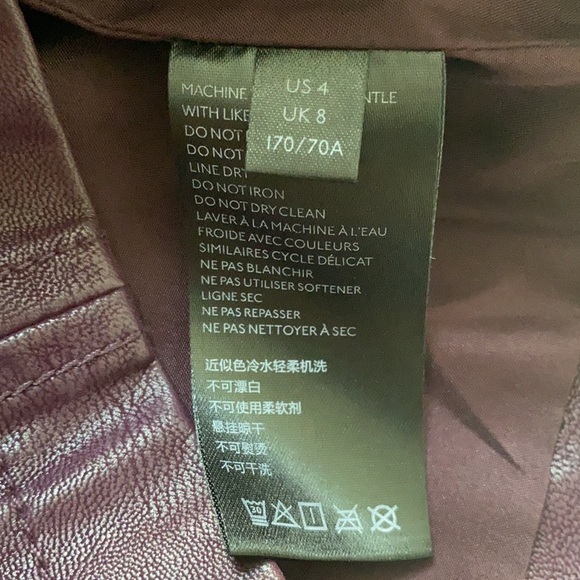 US 4
UK 8
170/70A
MACHINE NTLE
WITH LIKE
DO NOT
DO NOT
LINE DRY
DO NOT IRON
DO NOT DRY CLEAN
LAVER À LA MACHINE À L'EAU
FROIDE AVEC COULEURS
SIMILAIRES CYCLE DÉLICAT
NE PAS BLANCHIR
NE PAS UTILISER SOFTENER
LIGNE SEC
NE PAS REPASSER
NE PAS NETTOYER À SEC
近似色冷水轻柔机洗
不可漂白
不可使用柔软剂
悬挂晾干
不可熨烫
不可干洗
30